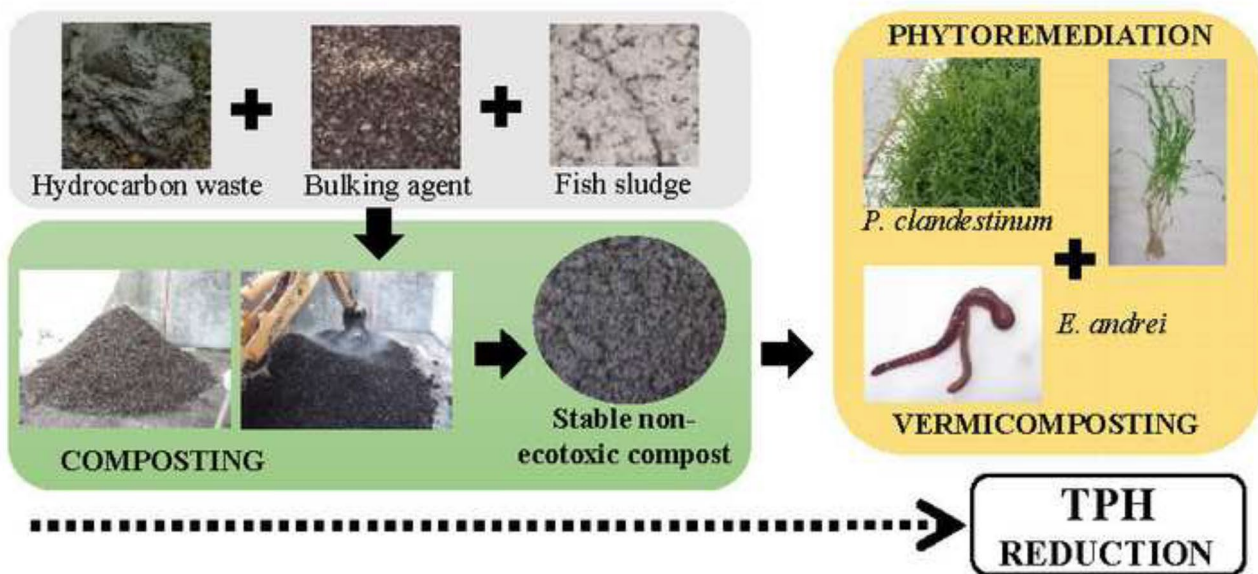 Hydrocarbon waste
Bulking agent
Fish sludge
COMPOSTING
Stable non-
ecotoxic compost
PHYTOREMEDIATION
P. clandestinum
E. andrei
VERMICOMPOSTING
TPH
REDUCTION